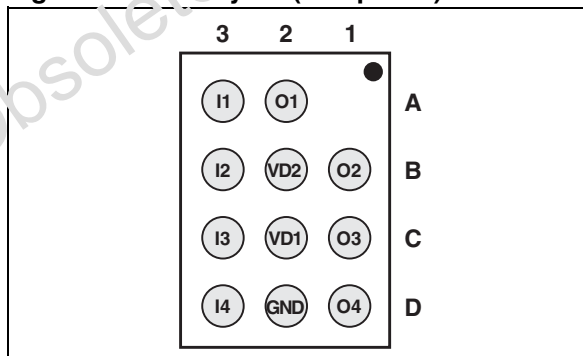 3 2 1
I1 O1 A
I2 VD2 O2 B
I3 VD1 O3 C
I4 GND O4 D